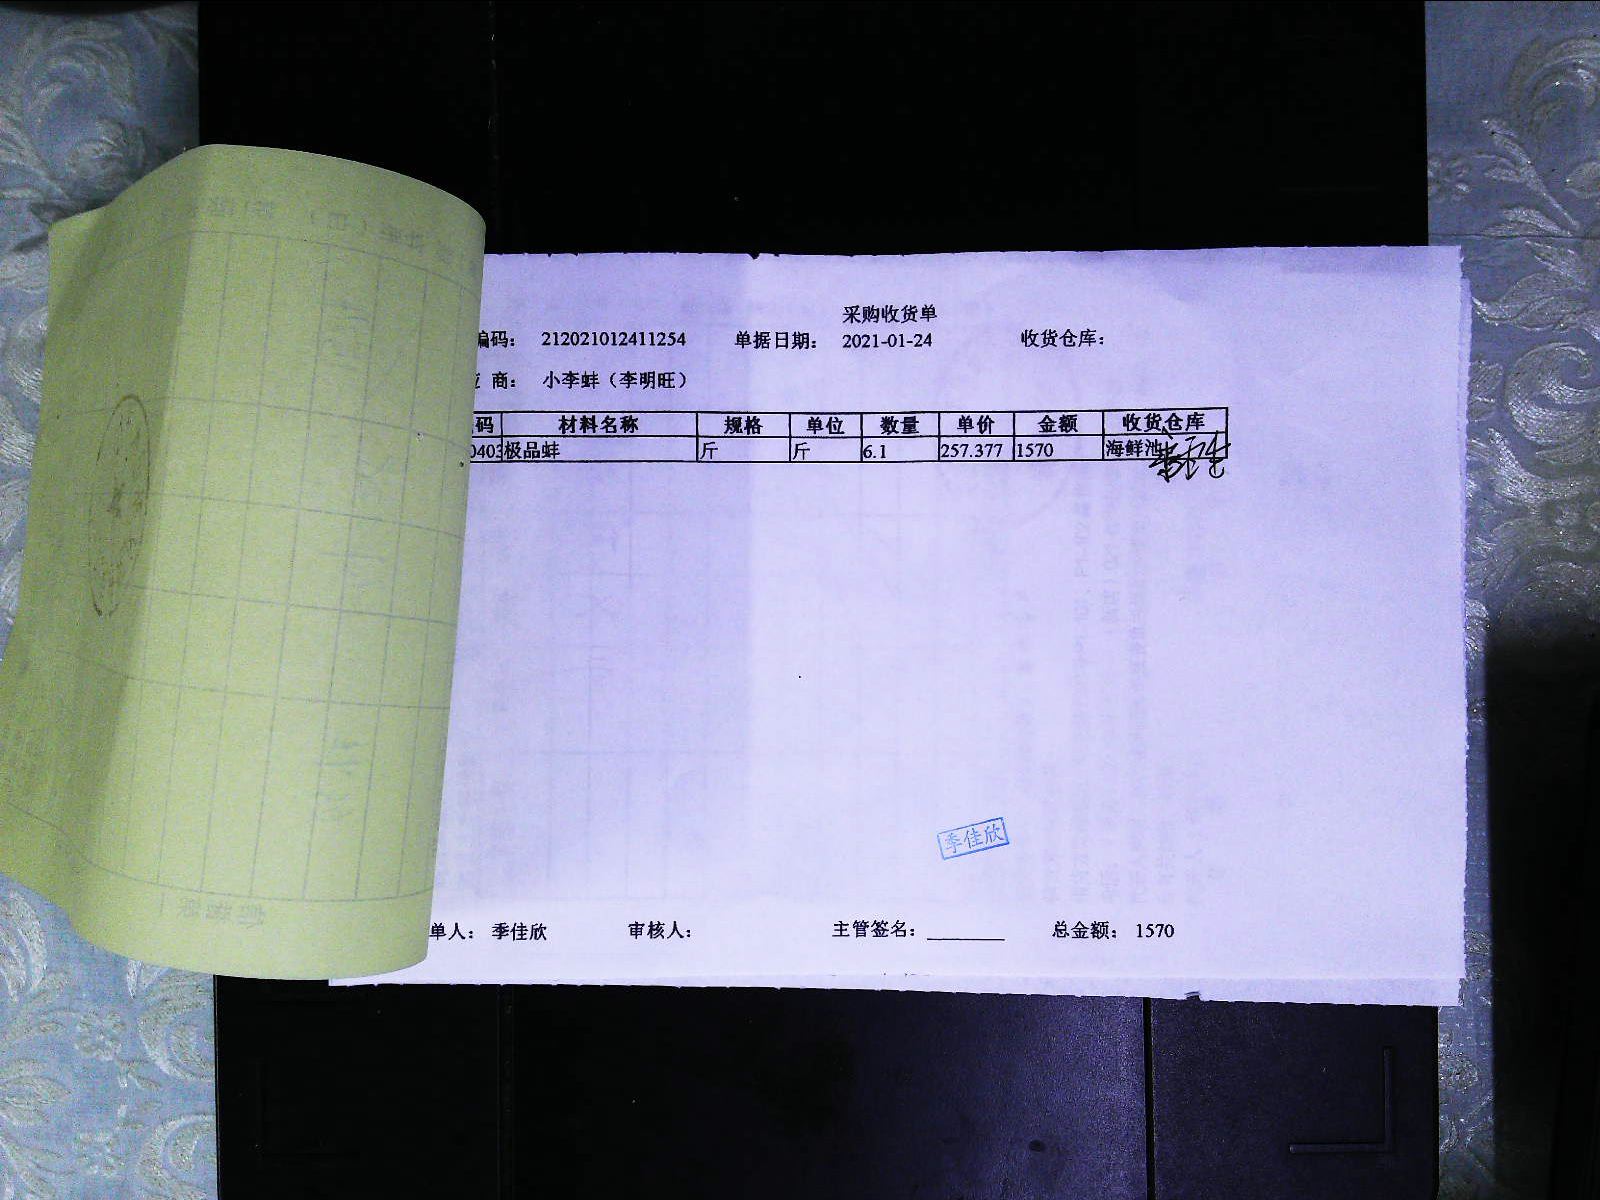 采购收货单
编码： 212021012411254 单据日期： 2021-01-24 收货仓库：
应 商： 小李蚌（李明旺）
码 材料名称 规格 单位 数量 单价 金额 收货仓库
0403 极品蚌 斤 斤 6.1 257.377 1570 海鲜池
季佳欣
单人： 季佳欣 审核人： 主管签名： 总金额： 1570